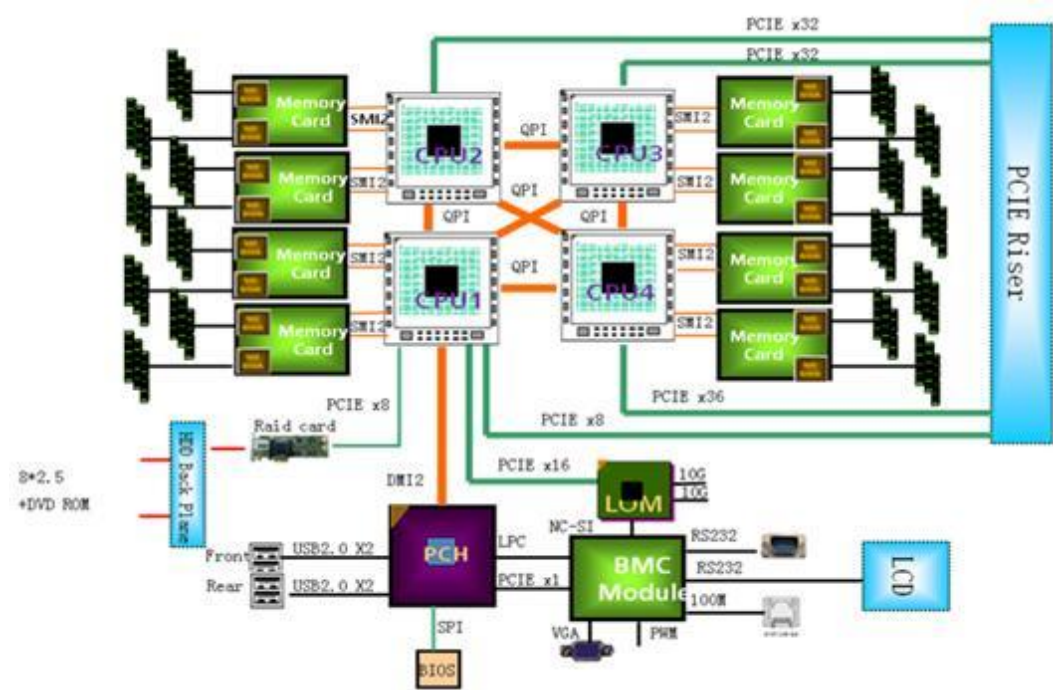 PCIE x32
PCIE x32
Memory Card
SMI2
CPU2
QPI
CPU3
SMI2
Memory Card
Memory Card
SMI2
QPI
SMI2
Memory Card
QPI
QPI
Memory Card
SMI2
CPU1
QPI
CPU4
SMI2
Memory Card
Memory Card
SMI2
SMI2
Memory Card
PCIE Riser
PCIE x8
PCIE x36
PCIE x8
Raid card
HDD Back Plane
8*2.5
+DVD ROM
DMI2
PCIE x16
LOM
10G
10G
NC-SI
PCH
LPC
PCIE x1
BMC Module
RS232
RS232
100M
LCD
Front
USB2.0 X2
Rear
USB2.0 X2
SPI
BIOS
VGA
PWM